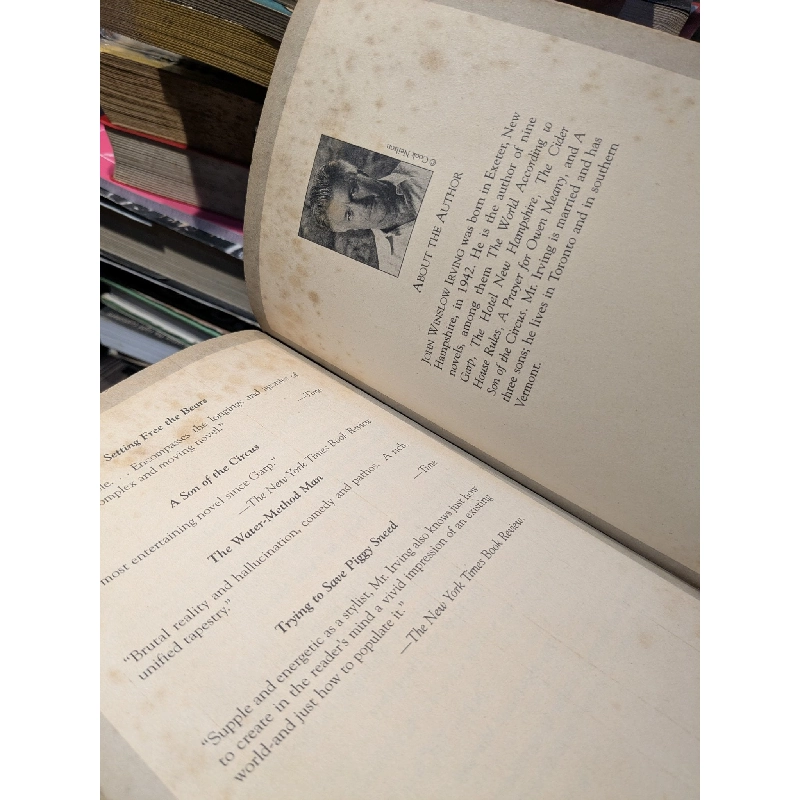 Setting Free the Bears
Encompasses the longings and agonies of
complex and moving novel."
—Time
A Son of the Circus
most entertaining novel since Garp."
—The New York Times Book Review
The Water-Method Man
"Brutal reality and hallucination, comedy and pathos. A rich
unified tapestry."
—Time
Trying to Save Piggy Sneed
"Supple and energetic as a stylist, Mr. Irving also knows just how
to create in the reader's mind a vivid impression of an existing
world-and just how to populate it."
—The New York Times Book Review.
© Cook Neilson
ABOUT THE AUTHOR
JOHN WINSLOW IRVING was born in Exeter, New
Hampshire, in 1942. He is the author of nine
novels, among them The World According to
Garp, The Hotel New Hampshire, The Cider
House Rules, A Prayer for Owen Meany, and A
Son of the Circus. Mr. Irving is married and has
three sons; he lives in Toronto and in southern
Vermont.